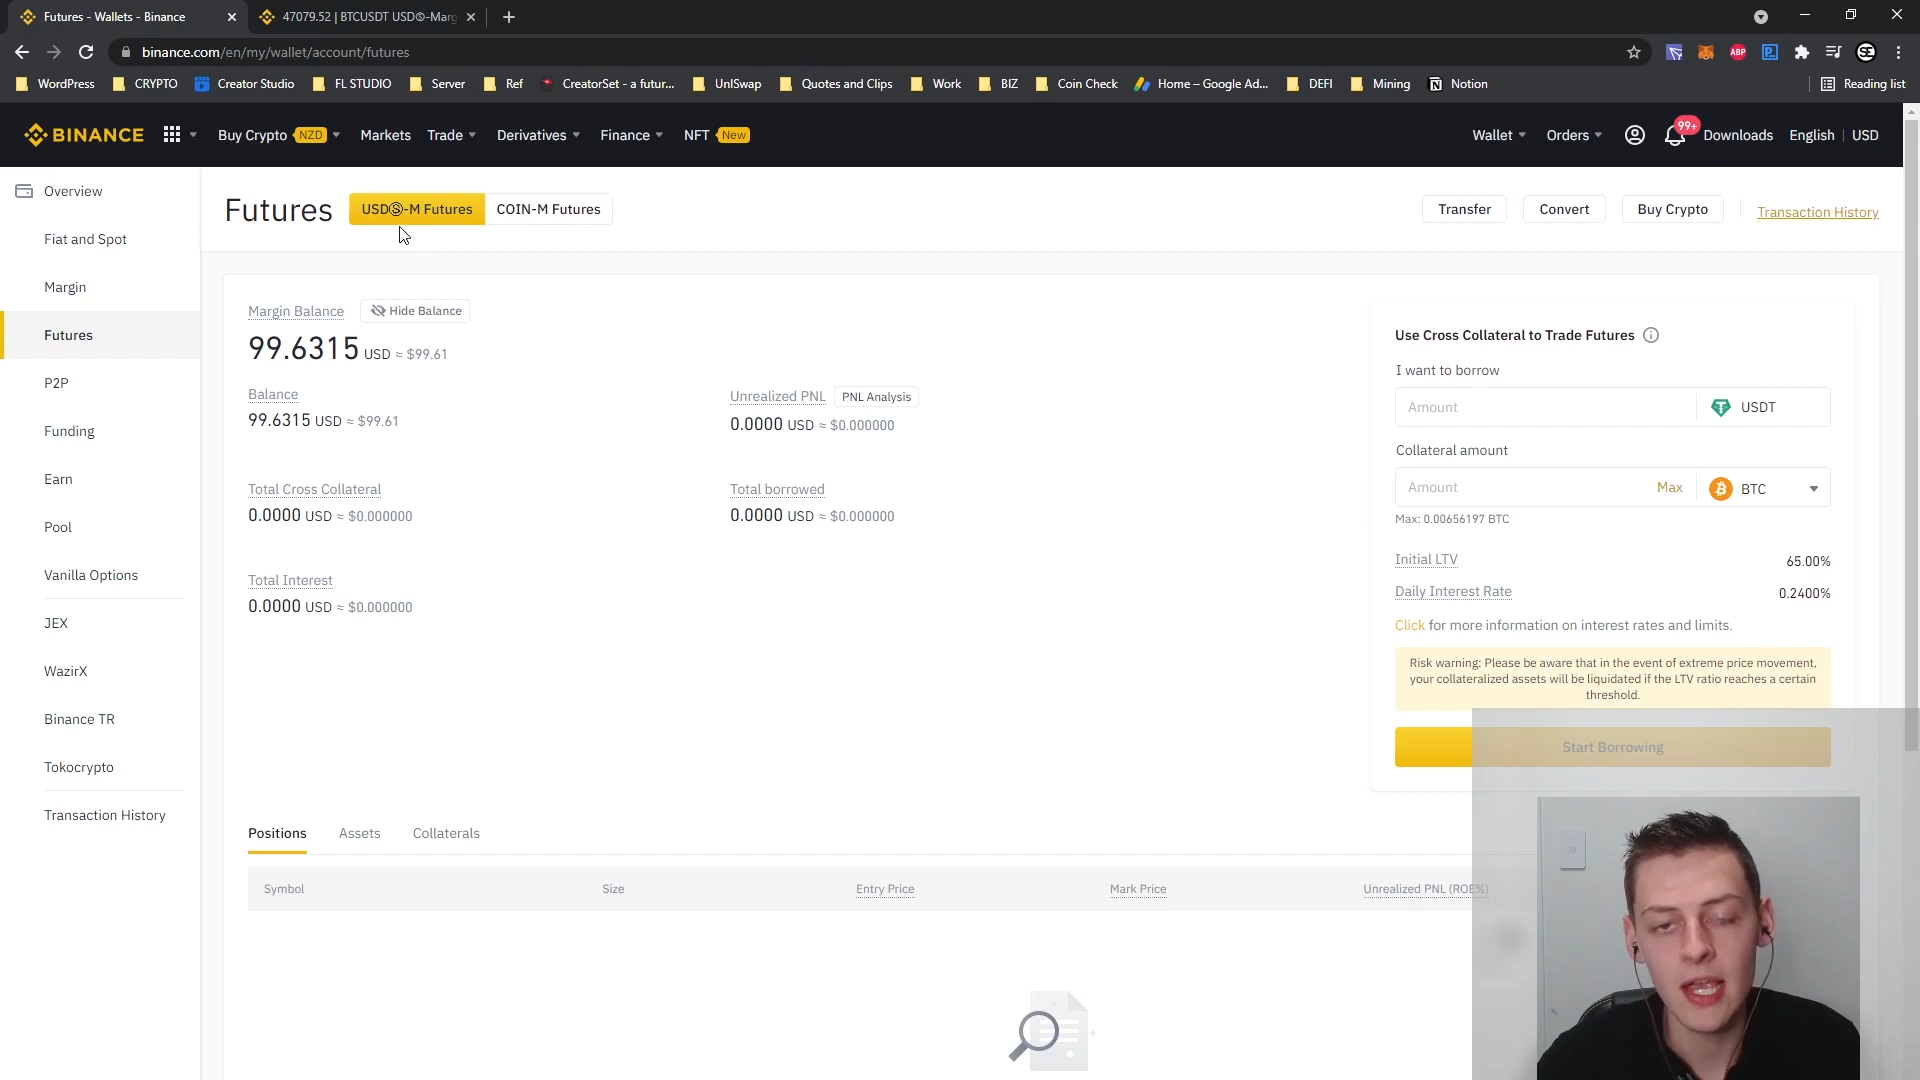 Futures - Wallets - Binance
47079.52 | BTCUSDT USDⓈ-Marg
binance.com/en/my/wallet/account/futures
ABP
SE
WordPress CRYPTO Creator Studio FL STUDIO Server Ref CreatorSet - a futur... UnISwap Quotes and Clips Work BIZ Coin Check Home – Google Ad... DEFI Mining Notion Reading list
BINANCE Buy Crypto NZD Markets Trade Derivatives Finance NFT New Wallet Orders 99+ Downloads English USD
Overview
Fiat and Spot
Margin
Futures
P2P
Funding
Earn
Pool
Vanilla Options
JEX
WazirX
Binance TR
Tokocrypto
Transaction History
Futures USDⓈ-M Futures COIN-M Futures Transfer Convert Buy Crypto Transaction History
Margin Balance Hide Balance
99.6315 USD ≈ $99.61
Balance
99.6315 USD ≈ $99.61
Unrealized PNL PNL Analysis
0.0000 USD ≈ $0.000000
Total Cross Collateral
0.0000 USD ≈ $0.000000
Total borrowed
0.0000 USD ≈ $0.000000
Total Interest
0.0000 USD ≈ $0.000000
Use Cross Collateral to Trade Futures
I want to borrow
Amount USDT
Collateral amount
Amount Max BTC
Max: 0.00656197 BTC
Initial LTV 65.00%
Daily Interest Rate 0.2400%
Click for more information on interest rates and limits.
Risk warning: Please be aware that in the event of extreme price movement,
your collateralized assets will be liquidated if the LTV ratio reaches a certain
threshold.
Start Borrowing
Positions Assets Collaterals
Symbol Size Entry Price Mark Price Unrealized PNL (ROE%)